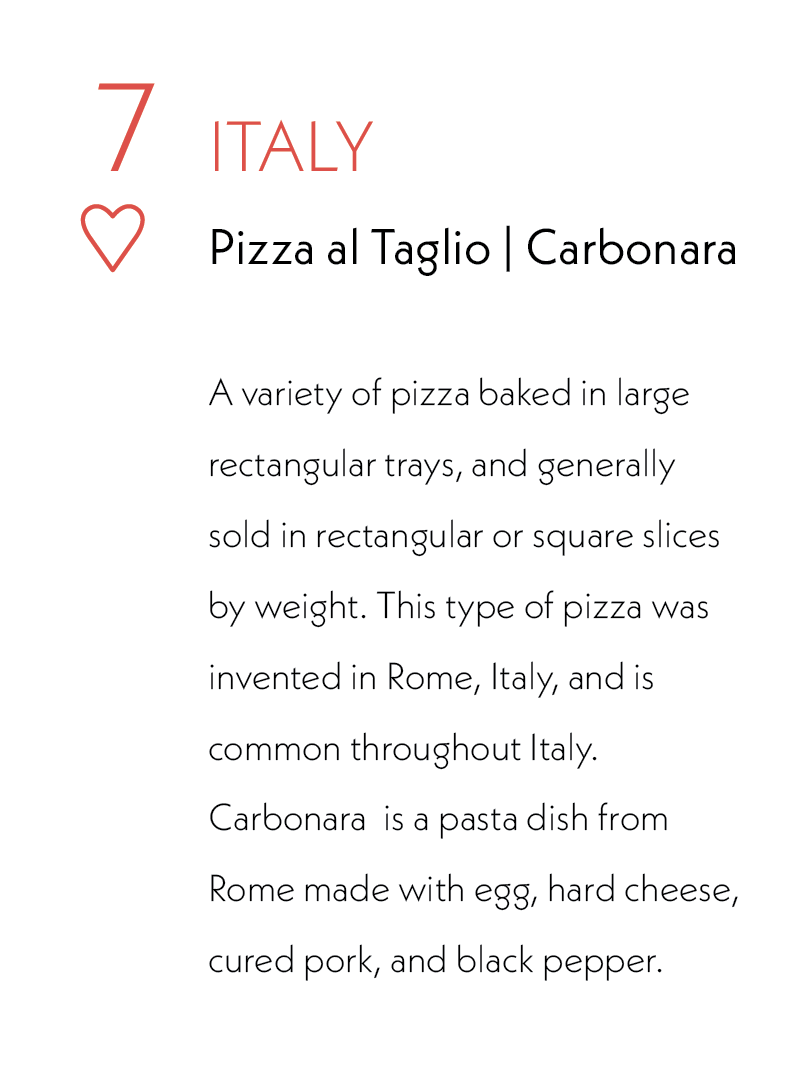 7 ITALY
Pizza al Taglio | Carbonara
A variety of pizza baked in large
rectangular trays, and generally
sold in rectangular or square slices
by weight. This type of pizza was
invented in Rome, Italy, and is
common throughout Italy.
Carbonara  is a pasta dish from
Rome made with egg, hard cheese,
cured pork, and black pepper.